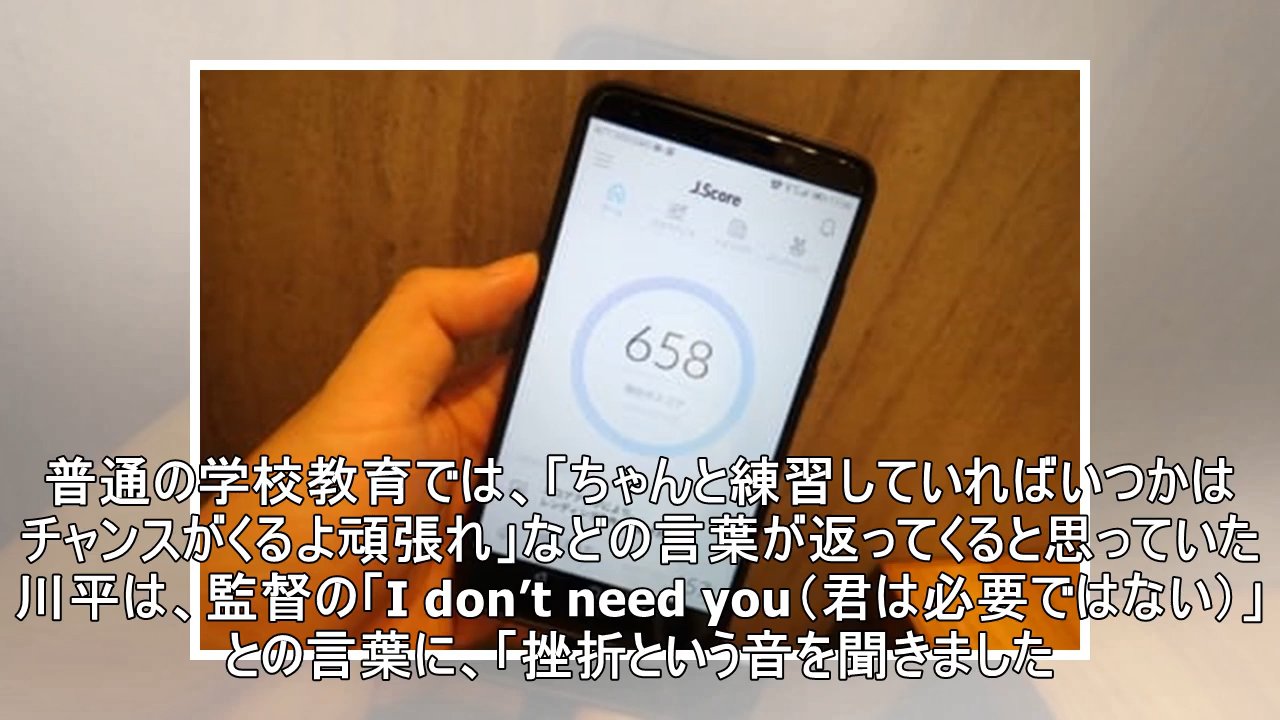 J.Score
658
普通の学校教育では、「ちゃんと練習していればいつかは
チャンスがくるよ頑張れ」などの言葉が返ってくると思っていた
川平は、監督の「I don't need you（君は必要ではない）」
との言葉に、「挫折という音を聞きました